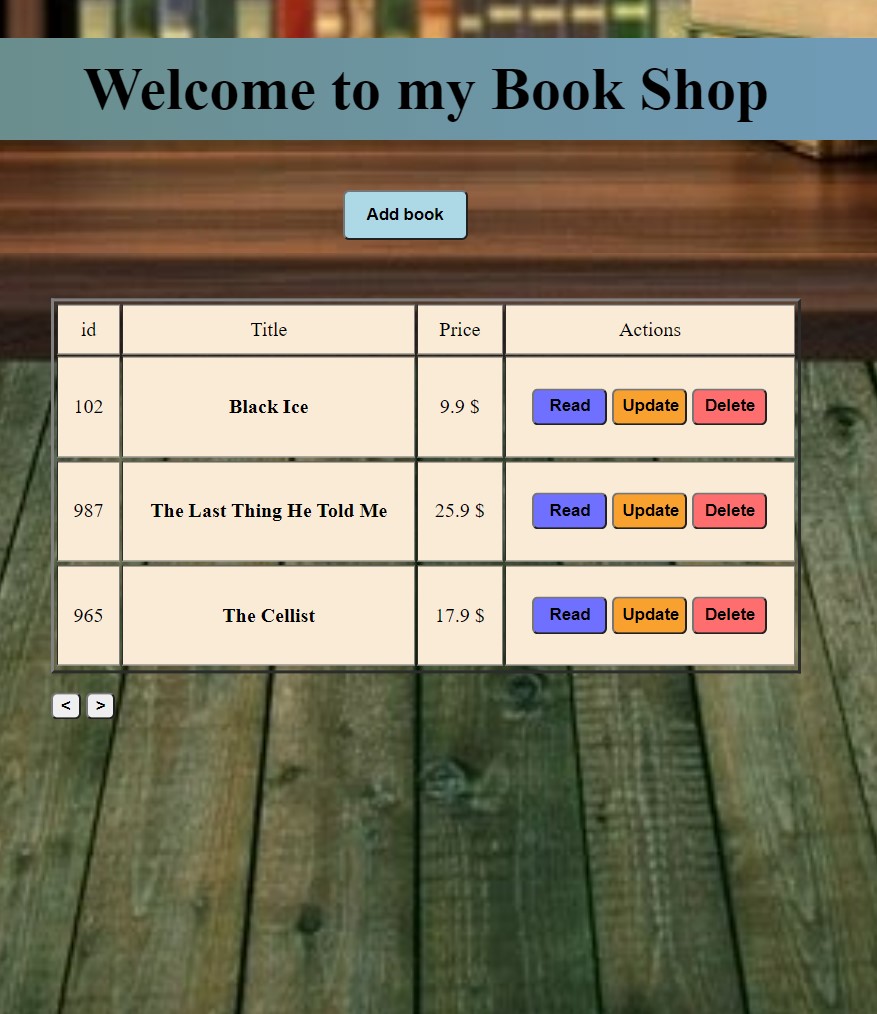 Welcome to my Book Shop
Add book
id Title Price Actions
102 Black Ice 9.9 $ Read Update Delete
987 The Last Thing He Told Me 25.9 $ Read Update Delete
965 The Cellist 17.9 $ Read Update Delete
< >